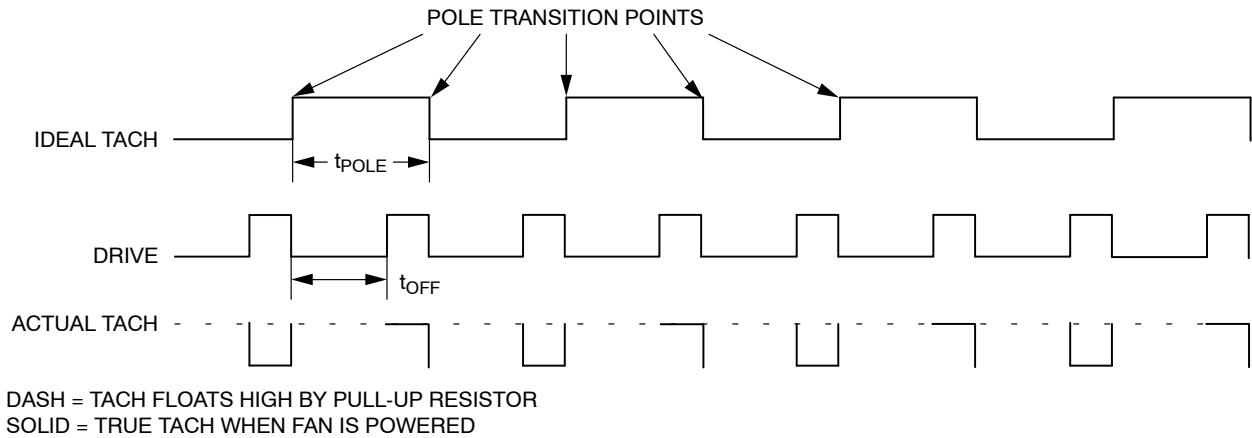 POLE TRANSITION POINTS
IDEAL TACH
tPOLE
DRIVE
tOFF
ACTUAL TACH
DASH = TACH FLOATS HIGH BY PULL-UP RESISTOR
SOLID = TRUE TACH WHEN FAN IS POWERED